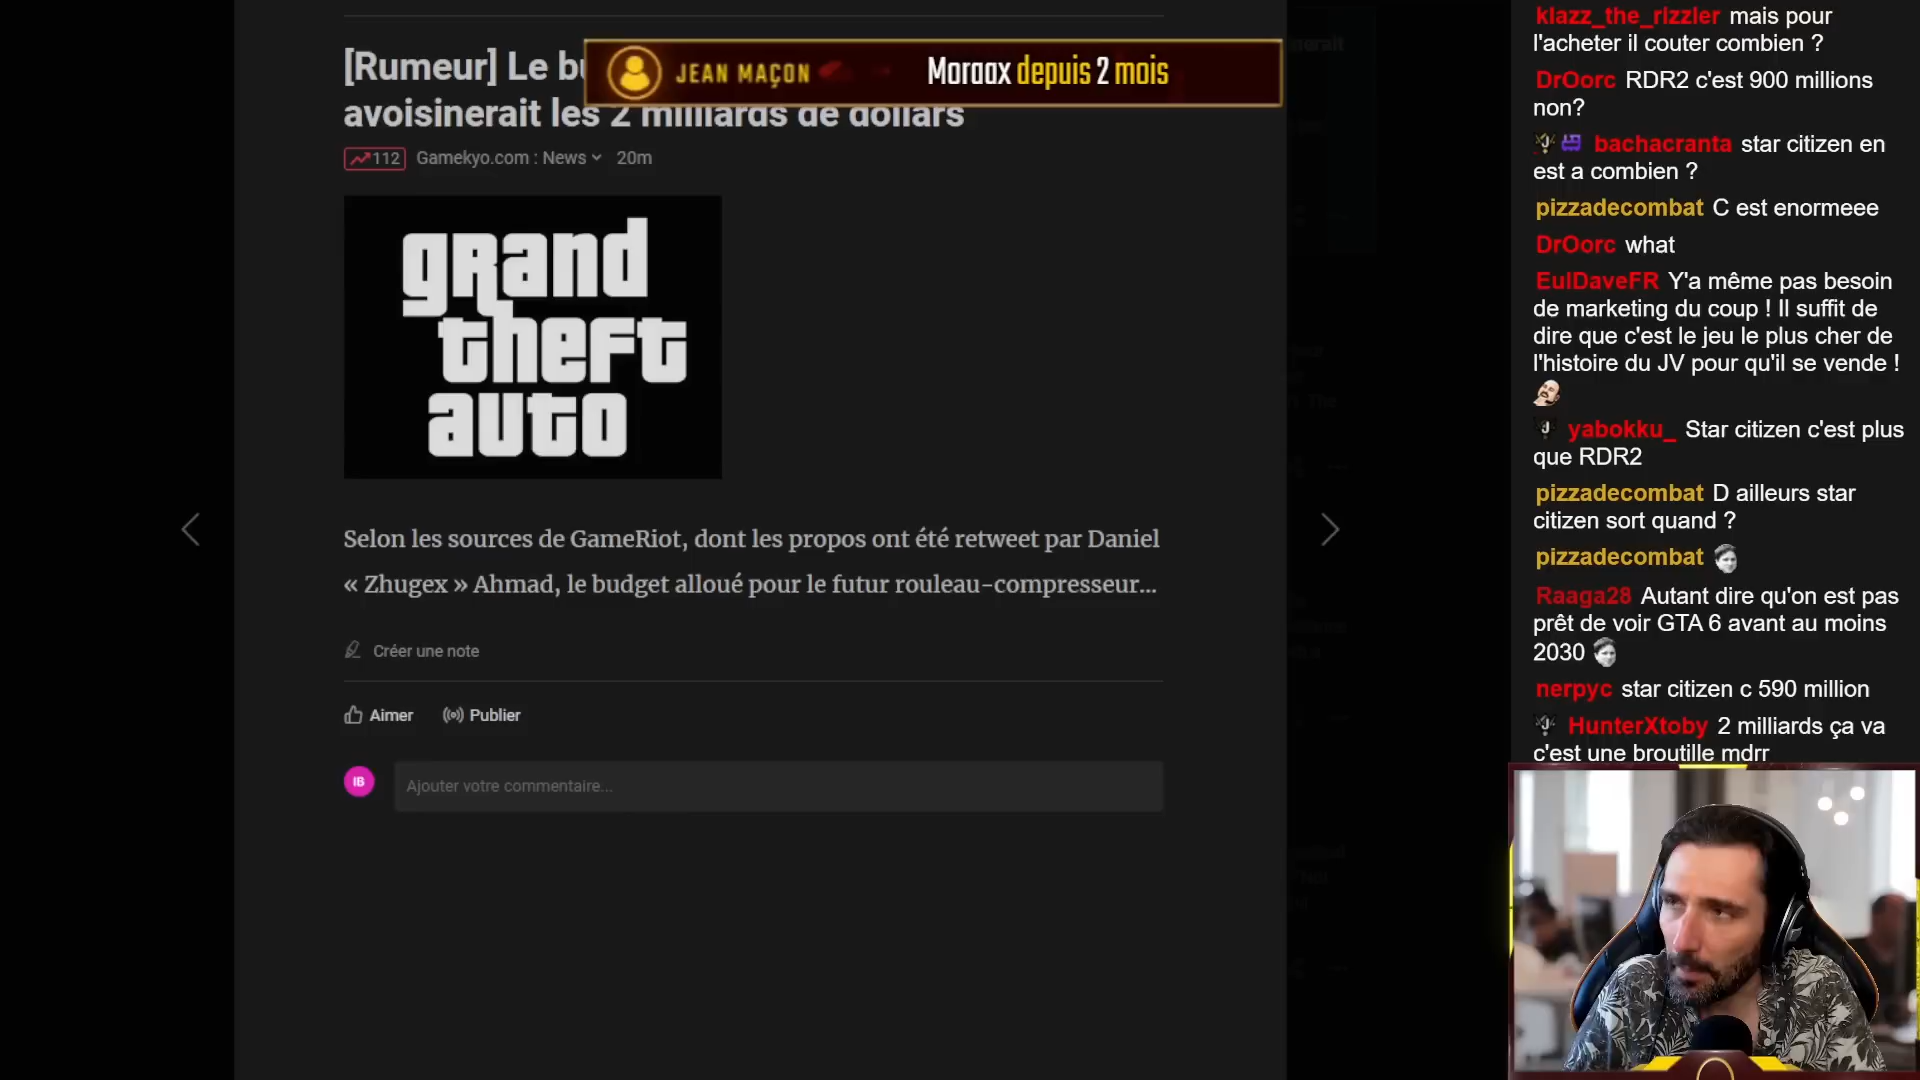 [Rumeur] Le bu
avoisinerait les 2 milliards de dollars
JEAN MAÇON
Moraax depuis 2 mois
112 Gamekyo.com : News 20m
grand
theft
auto
Selon les sources de GameRiot, dont les propos ont été retweet par Daniel
« Zhugex » Ahmad, le budget alloué pour le futur rouleau-compresseur...
Créer une note
Aimer Publier
IB
Ajouter votre commentaire...
klazz_the_rizzler mais pour
l'acheter il couter combien ?
DrOorc RDR2 c'est 900 millions
non?
bachacranta star citizen en
est a combien ?
pizzadecombat C est enormeee
DrOorc what
EulDaveFR Y'a même pas besoin
de marketing du coup ! Il suffit de
dire que c'est le jeu le plus cher de
l'histoire du JV pour qu'il se vende !
yabokku_ Star citizen c'est plus
que RDR2
pizzadecombat D ailleurs star
citizen sort quand ?
pizzadecombat
Raaga28 Autant dire qu'on est pas
prêt de voir GTA 6 avant au moins
2030
nerpyc star citizen c 590 million
HunterXtoby 2 milliards ça va
c'est une broutille mdrr